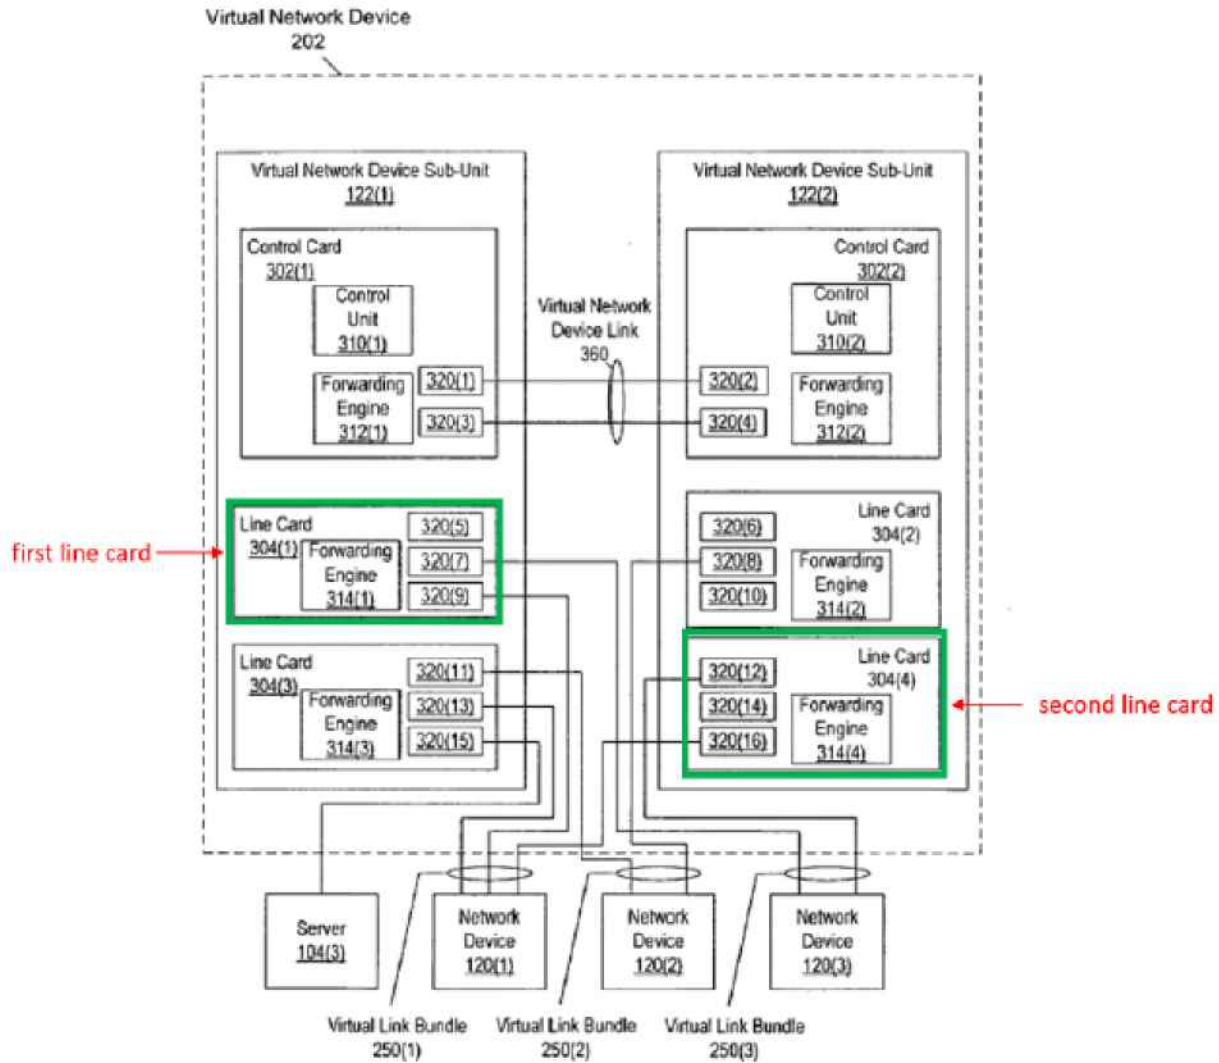 Virtual Network Device
202
Virtual Network Device Sub-Unit
122(1)
Control Card
302(1)
Control
Unit
310(1)
Forwarding
Engine
312(1)
320(1)
320(3)
Virtual Network
Device Link
360
Virtual Network Device Sub-Unit
122(2)
Control Card
302(2)
Control
Unit
310(2)
320(2)
320(4)
Forwarding
Engine
312(2)
first line card
Line Card
304(1)
Forwarding
Engine
314(1)
320(5)
320(7)
320(9)
Line Card
304(2)
320(6)
320(8)
320(10)
Forwarding
Engine
314(2)
Line Card
304(3)
Forwarding
Engine
314(3)
320(11)
320(13)
320(15)
Line Card
304(4)
320(12)
320(14)
320(16)
Forwarding
Engine
314(4)
second line card
Server
104(3)
Network
Device
120(1)
Network
Device
120(2)
Network
Device
120(3)
Virtual Link Bundle
250(1)
Virtual Link Bundle
250(2)
Virtual Link Bundle
250(3)